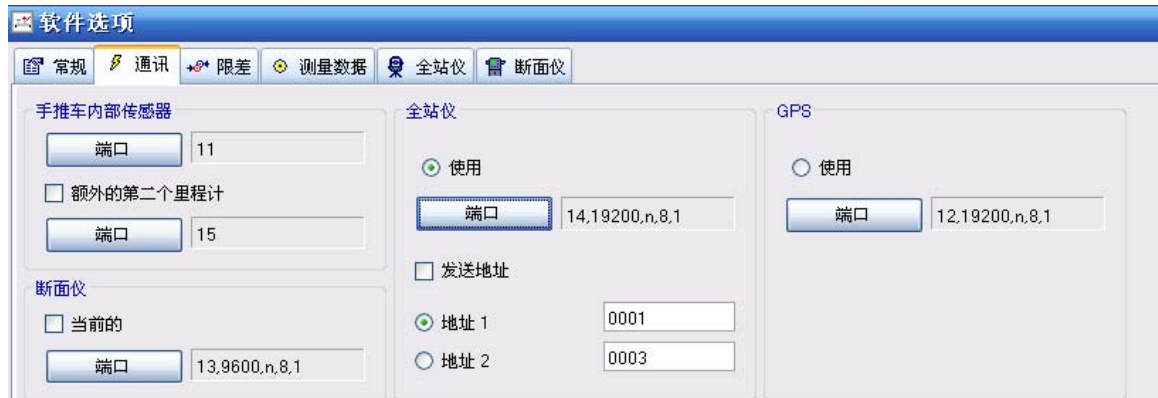 软件选项
常规 通讯 限差 测量数据 全站仪 断面仪
手推车内部传感器
端口 11
额外的第二个里程计
端口 15
断面仪
当前的
端口 13,9600,n,8,1
全站仪
使用
端口 14,19200,n,8,1
发送地址
地址 1 0001
地址 2 0003
GPS
使用
端口 12,19200,n,8,1